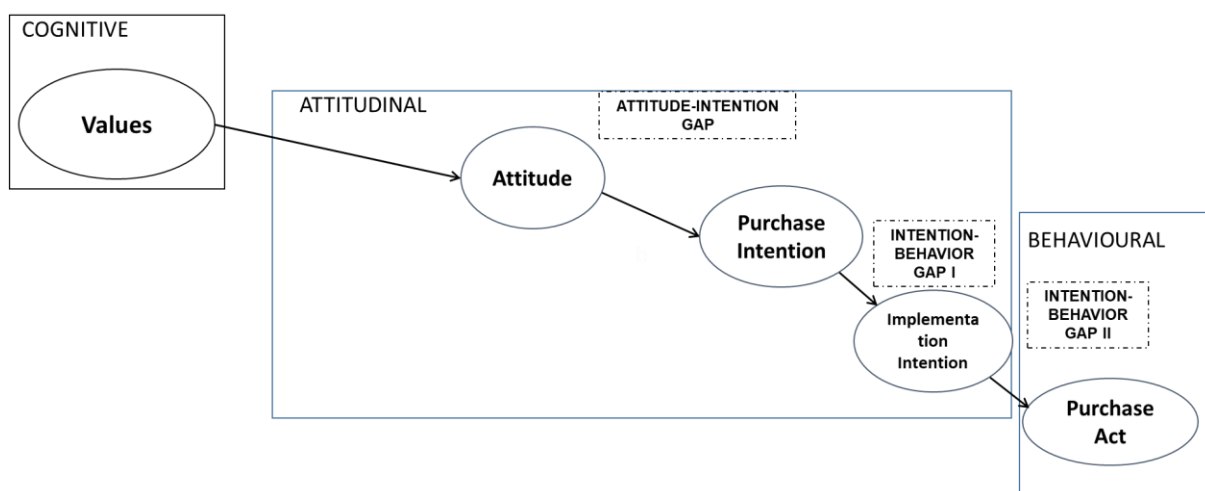 COGNITIVE
Values
ATTITUDINAL
ATTITUDE-INTENTION
GAP
Attitude
Purchase
Intention
INTENTION-
BEHAVIOR
GAP I
Implementa
tion
Intention
BEHAVIOURAL
INTENTION-
BEHAVIOR
GAP II
Purchase
Act